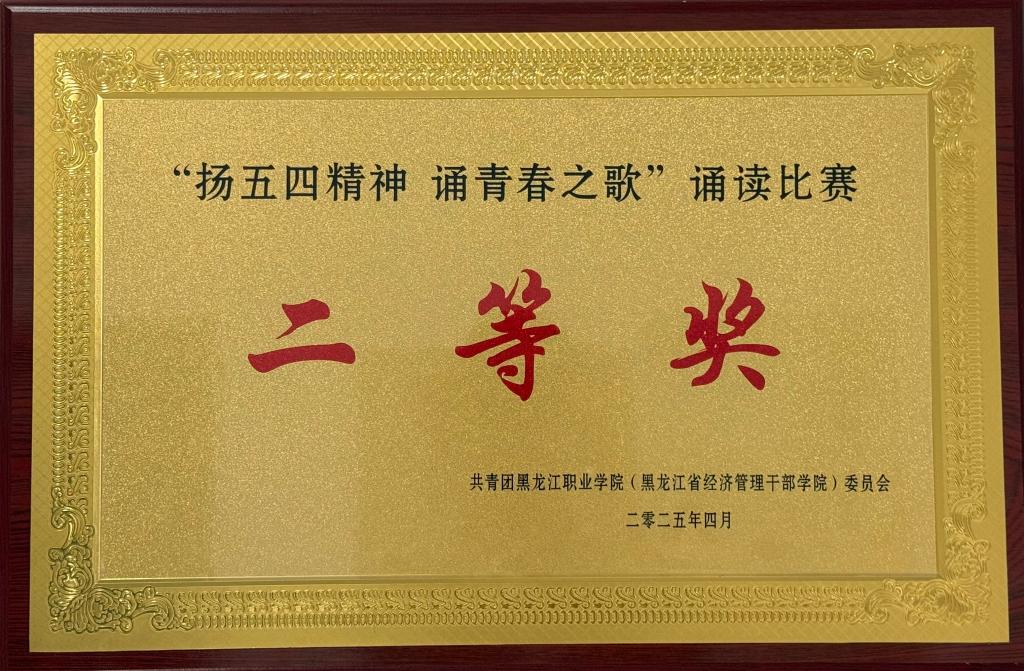 “扬五四精神 诵青春之歌”诵读比赛
二等奖
共青团黑龙江职业学院（黑龙江省经济管理干部学院）委员会
二零二五年四月